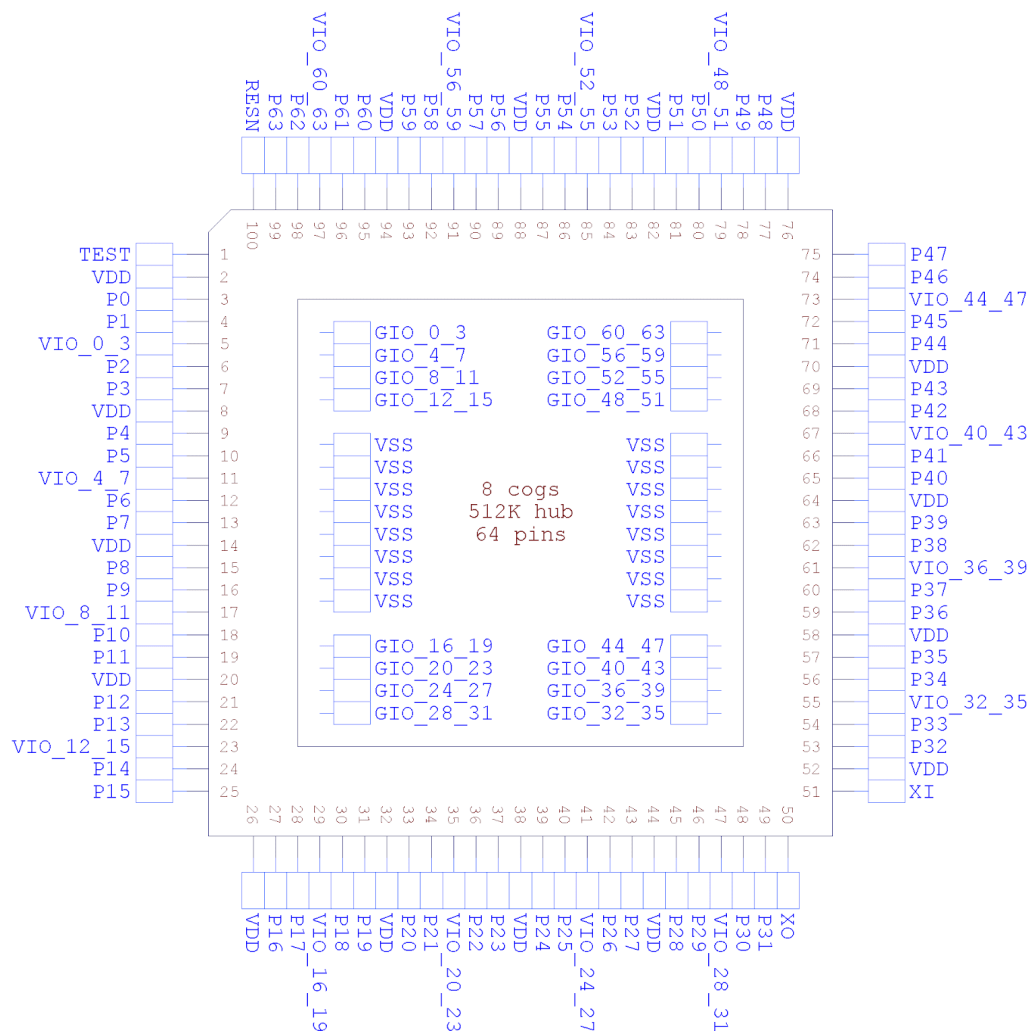 RESN
P63
P62
VIO_60_63
P61
P60
VDD
P59
P58
VIO_56_59
P57
P56
VDD
P55
P54
VIO_52_55
P53
P52
VDD
P51
P50
VIO_48_51
P49
P48
VDD
100
99
98
97
96
95
94
93
92
91
90
89
88
87
86
85
84
83
82
81
80
79
78
77
76
TEST 1
VDD 2
P0 3
P1 4
VIO_0_3 5
P2 6
P3 7
VDD 8
P4 9
P5 10
VIO_4_7 11
P6 12
P7 13
VDD 14
P8 15
P9 16
VIO_8_11 17
P10 18
P11 19
VDD 20
P12 21
P13 22
VIO_12_15 23
P14 24
P15 25
GIO_0_3
GIO_4_7
GIO_8_11
GIO_12_15
GIO_60_63
GIO_56_59
GIO_52_55
GIO_48_51
VSS
VSS
VSS
VSS
VSS
VSS
VSS
VSS
8 cogs
512K hub
64 pins
VSS
VSS
VSS
VSS
VSS
VSS
VSS
VSS
GIO_16_19
GIO_20_23
GIO_24_27
GIO_28_31
GIO_44_47
GIO_40_43
GIO_36_39
GIO_32_35
75 P47
74 P46
73 VIO_44_47
72 P45
71 P44
70 VDD
69 P43
68 P42
67 VIO_40_43
66 P41
65 P40
64 VDD
63 P39
62 P38
61 VIO_36_39
60 P37
59 P36
58 VDD
57 P35
56 P34
55 VIO_32_35
54 P33
53 P32
52 VDD
51 XI
26
27
28
29
30
31
32
33
34
35
36
37
38
39
40
41
42
43
44
45
46
47
48
49
50
VDD
P16
P17
VIO_16_19
P18
P19
VDD
P20
P21
VIO_20_23
P22
P23
VDD
P24
P25
VIO_24_27
P26
P27
VDD
P28
P29
VIO_28_31
P30
P31
XO